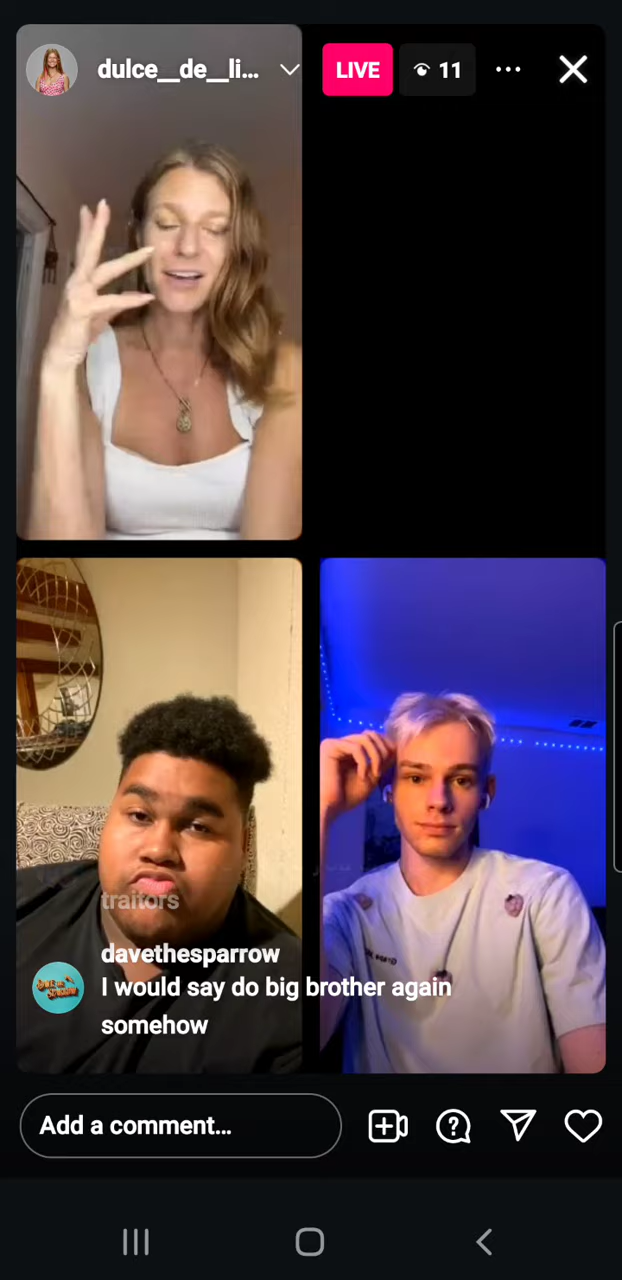 dulce__de__li...
LIVE
11
traitors
davethesparrow
I would say do big brother again
somehow
Add a comment...